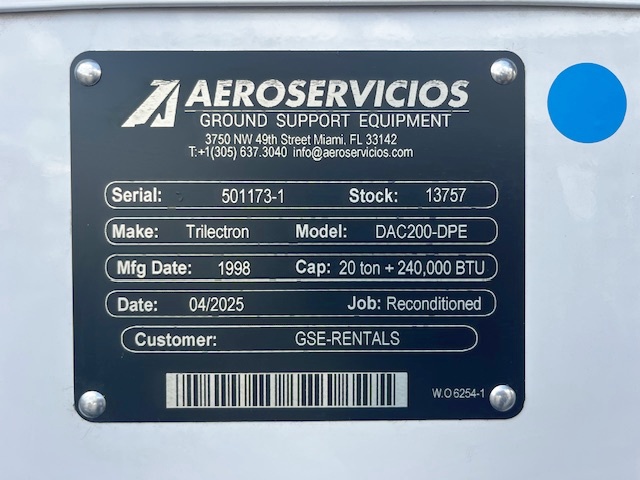 AEROSERVICIOS
GROUND SUPPORT EQUIPMENT
3750 NW 49th Street Miami, FL 33142
T:+1(305) 637.3040 info@aeroservicios.com
Serial: 501173-1 Stock: 13757
Make: Trilectron Model: DAC200-DPE
Mfg Date: 1998 Cap: 20 ton + 240,000 BTU
Date: 04/2025 Job: Reconditioned
Customer: GSE-RENTALS
W.O 6254-1